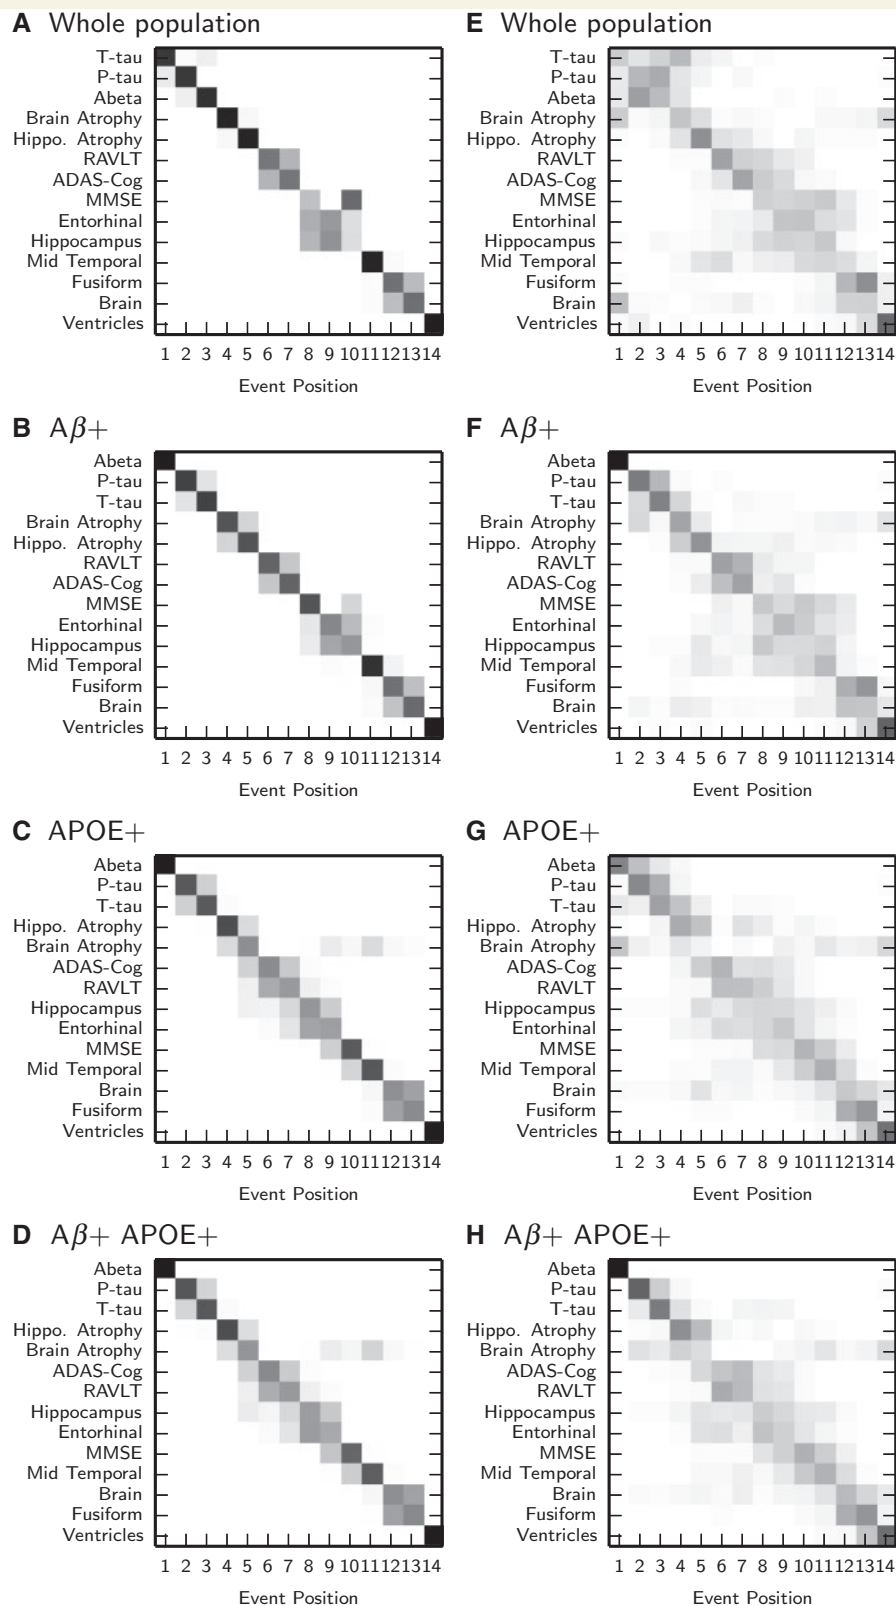 A Whole population
T-tau
P-tau
Abeta
Brain Atrophy
Hippo. Atrophy
RAVLT
ADAS-Cog
MMSE
Entorhinal
Hippocampus
Mid Temporal
Fusiform
Brain
Ventricles
1 2 3 4 5 6 7 8 9 10 11 12 13 14
Event Position
E Whole population
T-tau
P-tau
Abeta
Brain Atrophy
Hippo. Atrophy
RAVLT
ADAS-Cog
MMSE
Entorhinal
Hippocampus
Mid Temporal
Fusiform
Brain
Ventricles
1 2 3 4 5 6 7 8 9 10 11 12 13 14
Event Position
B Aβ+
Abeta
P-tau
T-tau
Brain Atrophy
Hippo. Atrophy
RAVLT
ADAS-Cog
MMSE
Entorhinal
Hippocampus
Mid Temporal
Fusiform
Brain
Ventricles
1 2 3 4 5 6 7 8 9 10 11 12 13 14
Event Position
F Aβ+
Abeta
P-tau
T-tau
Brain Atrophy
Hippo. Atrophy
RAVLT
ADAS-Cog
MMSE
Entorhinal
Hippocampus
Mid Temporal
Fusiform
Brain
Ventricles
1 2 3 4 5 6 7 8 9 10 11 12 13 14
Event Position
C APOE+
Abeta
P-tau
T-tau
Hippo. Atrophy
Brain Atrophy
ADAS-Cog
RAVLT
Hippocampus
Entorhinal
MMSE
Mid Temporal
Brain
Fusiform
Ventricles
1 2 3 4 5 6 7 8 9 10 11 12 13 14
Event Position
G APOE+
Abeta
P-tau
T-tau
Hippo. Atrophy
Brain Atrophy
ADAS-Cog
RAVLT
Hippocampus
Entorhinal
MMSE
Mid Temporal
Brain
Fusiform
Ventricles
1 2 3 4 5 6 7 8 9 10 11 12 13 14
Event Position
D Aβ+ APOE+
Abeta
P-tau
T-tau
Hippo. Atrophy
Brain Atrophy
ADAS-Cog
RAVLT
Hippocampus
Entorhinal
MMSE
Mid Temporal
Brain
Fusiform
Ventricles
1 2 3 4 5 6 7 8 9 10 11 12 13 14
Event Position
H Aβ+ APOE+
Abeta
P-tau
T-tau
Hippo. Atrophy
Brain Atrophy
ADAS-Cog
RAVLT
Hippocampus
Entorhinal
MMSE
Mid Temporal
Brain
Fusiform
Ventricles
1 2 3 4 5 6 7 8 9 10 11 12 13 14
Event Position